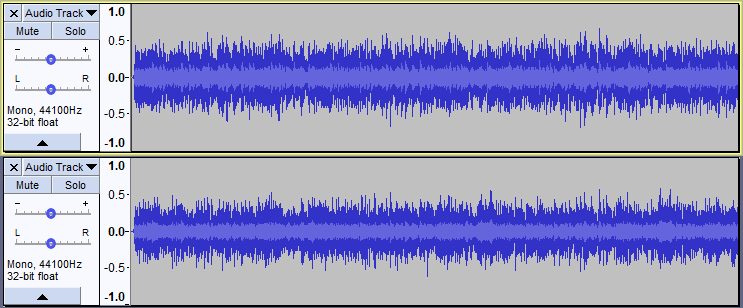 × Audio Track ▼ 1.0
Mute Solo
- + 0.5-
L R 0.0-
Mono, 44100Hz -0.5-
32-bit float
▲ -1.0
× Audio Track ▼ 1.0
Mute Solo
- + 0.5-
L R 0.0-
Mono, 44100Hz -0.5-
32-bit float
▲ -1.0